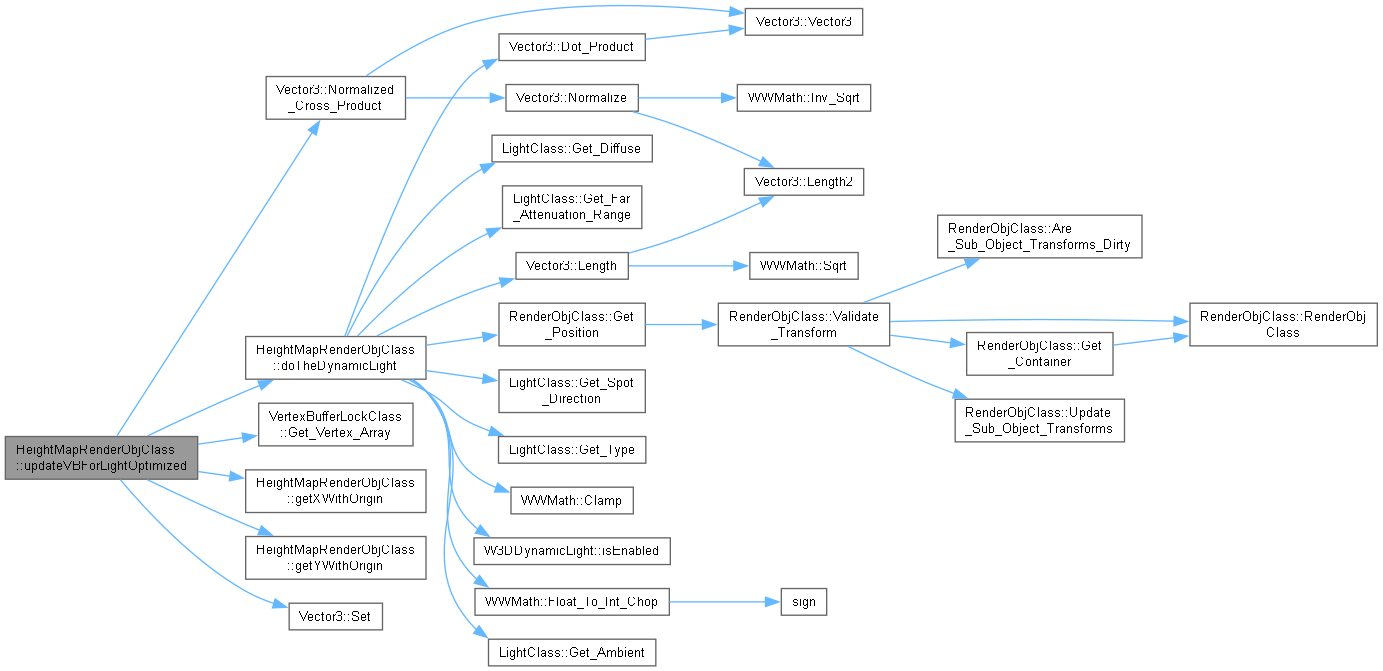 Vector3::Vector3
Vector3::Dot_Product
Vector3::Normalized
_Cross_Product
Vector3::Normalize
WWMath::Inv_Sqrt
LightClass::Get_Diffuse
Vector3::Length2
LightClass::Get_Far
_Attenuation_Range
RenderObjClass::Are
_Sub_Object_Transforms_Dirty
Vector3::Length
WWMath::Sqrt
RenderObjClass::Get
_Position
RenderObjClass::Validate
_Transform
RenderObjClass::RenderObj
Class
HeightMapRenderObjClass
::doTheDynamicLight
RenderObjClass::Get
_Container
LightClass::Get_Spot
_Direction
RenderObjClass::Update
_Sub_Object_Transforms
VertexBufferLockClass
::Get_Vertex_Array
LightClass::Get_Type
HeightMapRenderObjClass
::updateVBForLightOptimized
HeightMapRenderObjClass
::getXWithOrigin
WWMath::Clamp
HeightMapRenderObjClass
::getYWithOrigin
W3DDynamicLight::isEnabled
WWMath::Float_To_Int_Chop
sign
Vector3::Set
LightClass::Get_Ambient